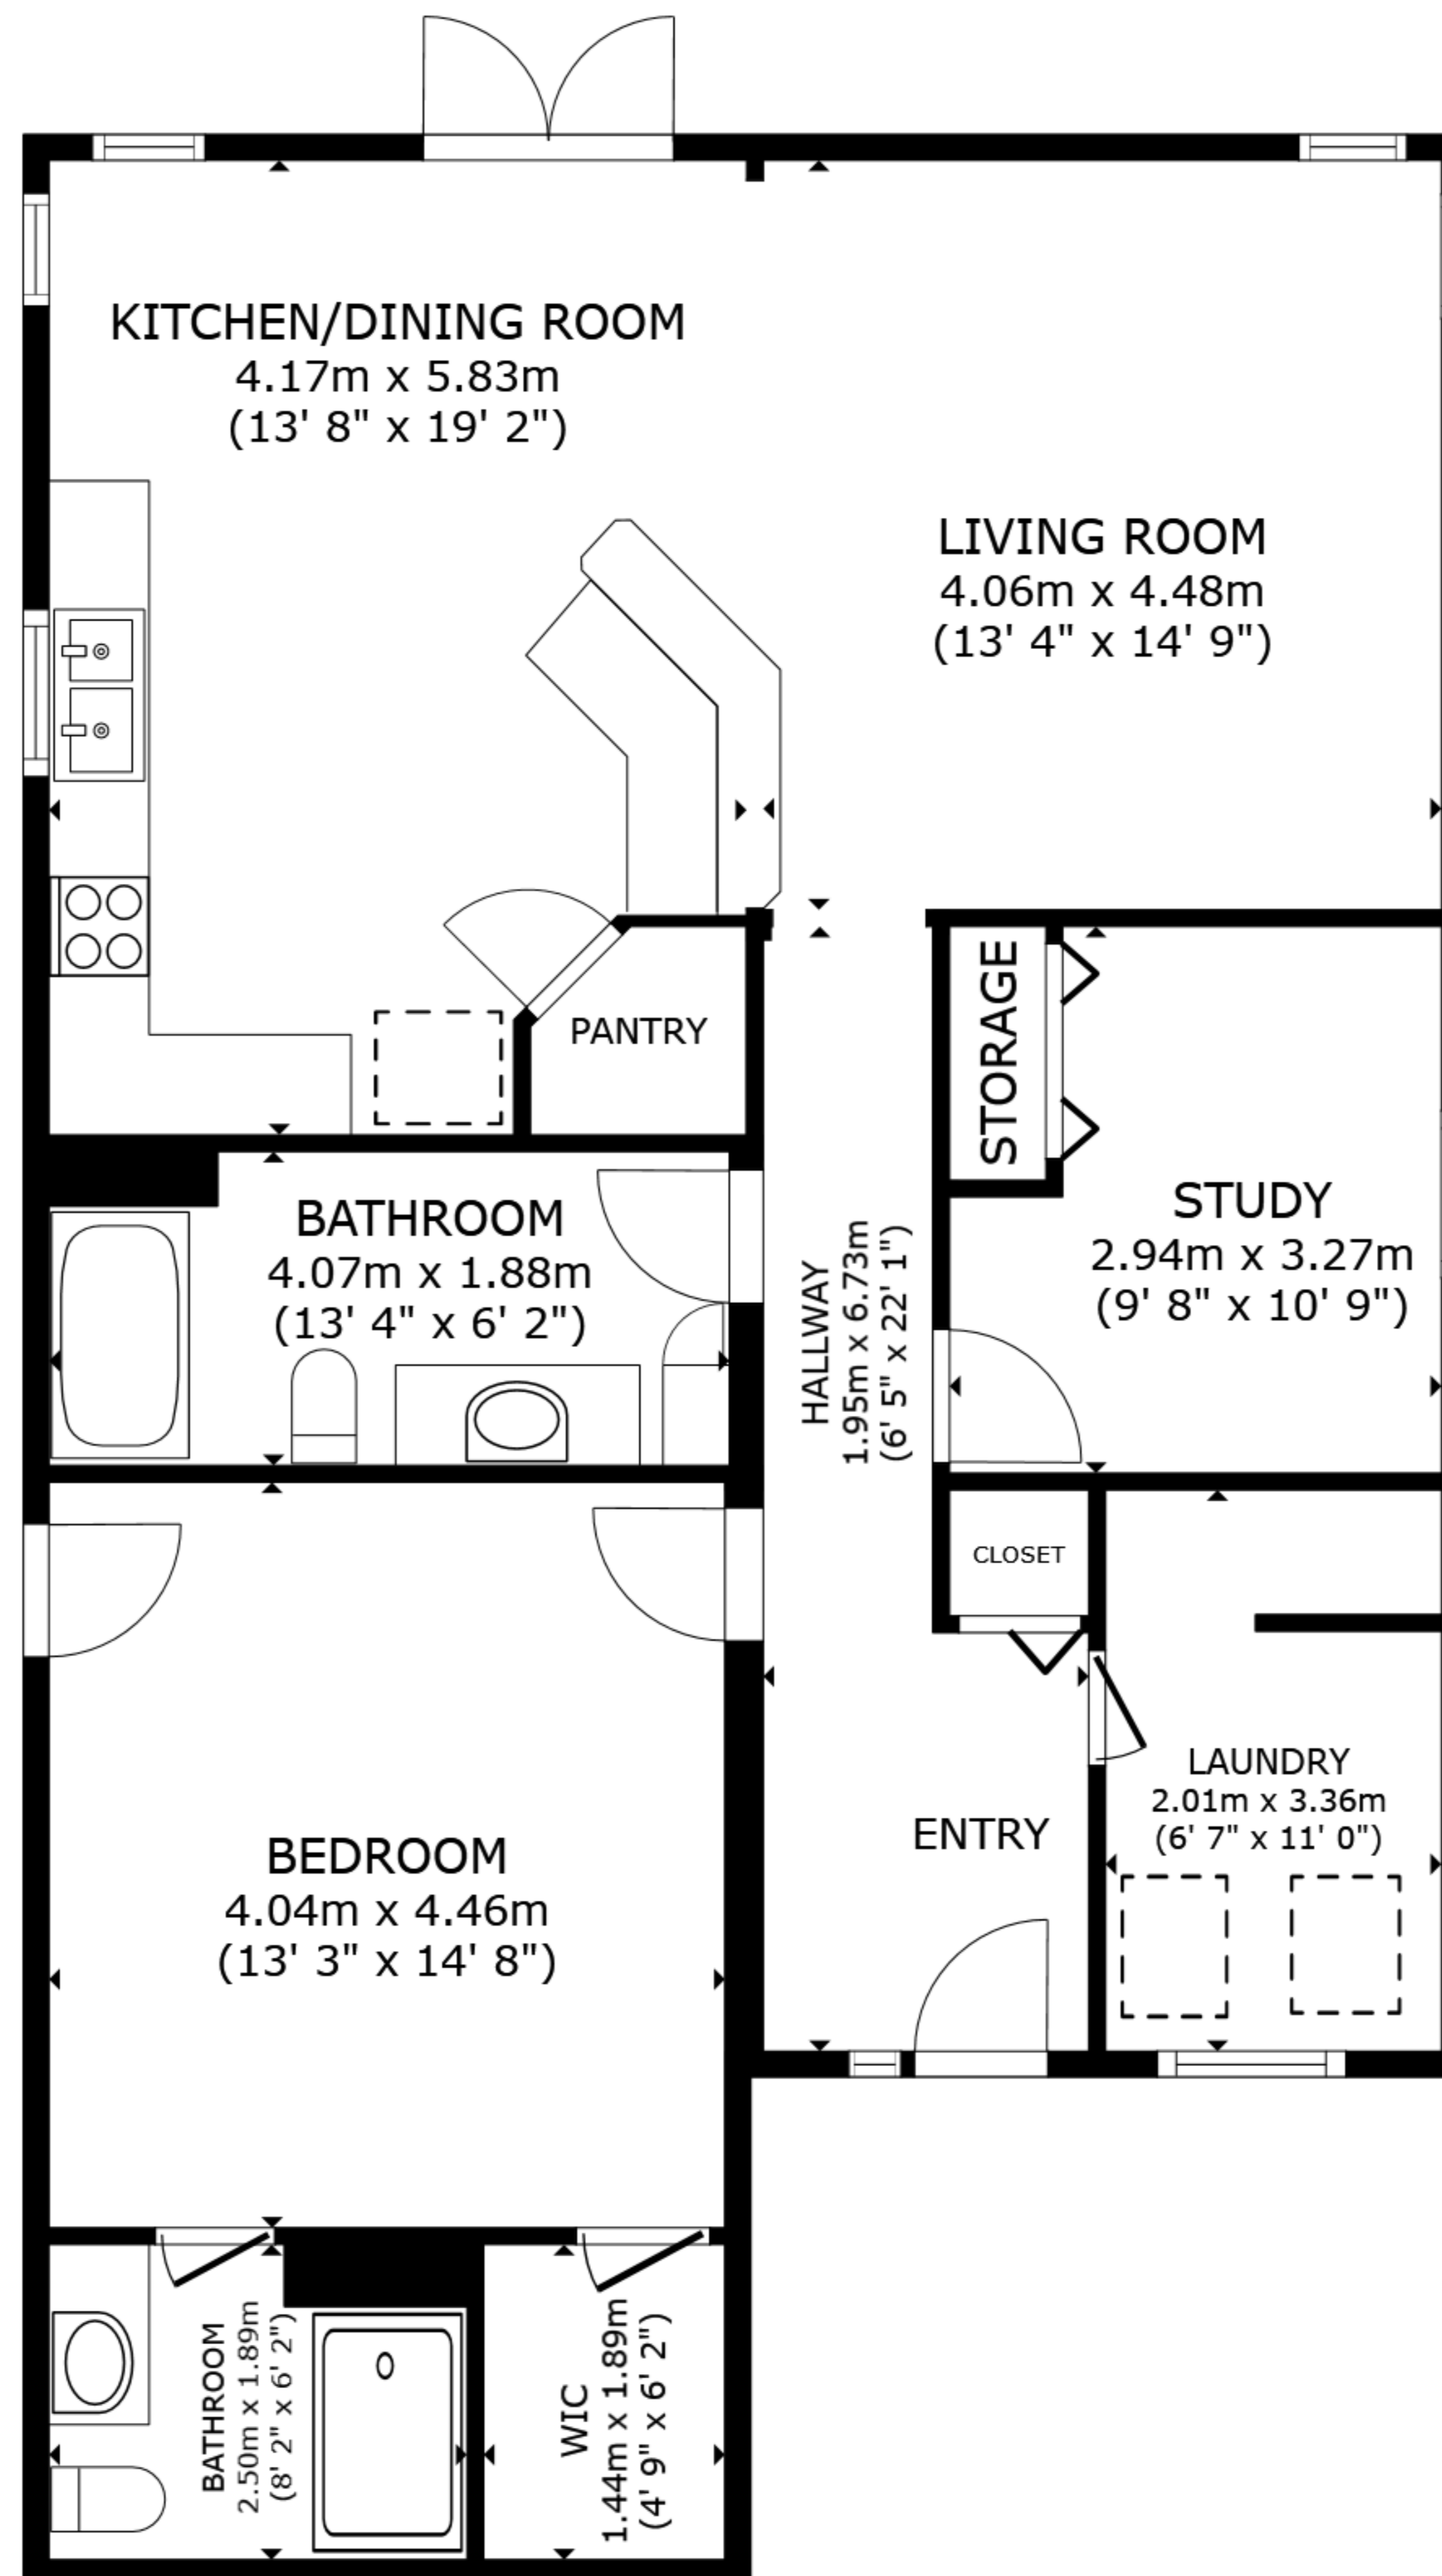 KITCHEN/DINING ROOM
4.17m x 5.83m
(13' 8" x 19' 2")
LIVING ROOM
4.06m x 4.48m
(13' 4" x 14' 9")
PANTRY
STORAGE
STUDY
2.94m x 3.27m
(9' 8" x 10' 9")
BATHROOM
4.07m x 1.88m
(13' 4" x 6' 2")
HALLWAY
1.95m x 6.73m
(6' 5" x 22' 1")
CLOSET
LAUNDRY
2.01m x 3.36m
(6' 7" x 11' 0")
ENTRY
BEDROOM
4.04m x 4.46m
(13' 3" x 14' 8")
BATHROOM
2.50m x 1.89m
(8' 2" x 6' 2")
WIC
1.44m x 1.89m
(4' 9" x 6' 2")